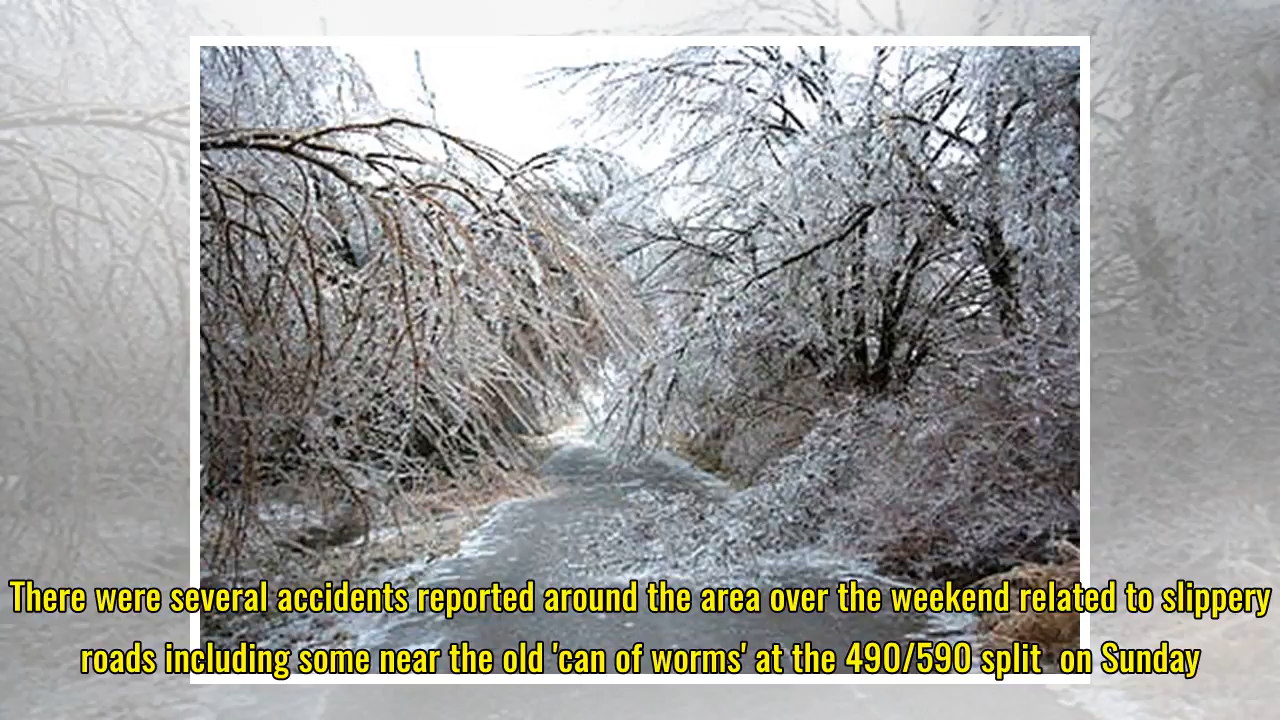 There were several accidents reported around the area over the weekend related to slippery
roads including some near the old 'can of worms' at the 490/590 split  on Sunday